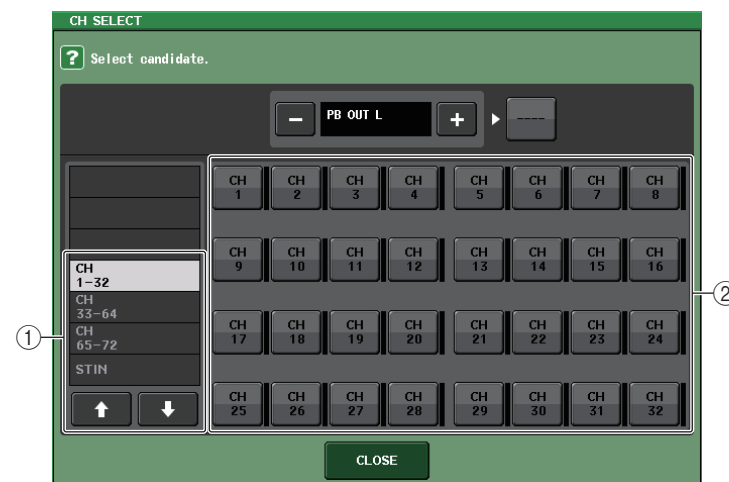 CH SELECT
? Select candidate.
− PB OUT L + ----
CH 1
CH 2
CH 3
CH 4
CH 5
CH 6
CH 7
CH 8
CH 9
CH 10
CH 11
CH 12
CH 13
CH 14
CH 15
CH 16
CH 17
CH 18
CH 19
CH 20
CH 21
CH 22
CH 23
CH 24
CH 25
CH 26
CH 27
CH 28
CH 29
CH 30
CH 31
CH 32
②
①
CH
1-32
CH
33-64
CH
65-72
STIN
CLOSE